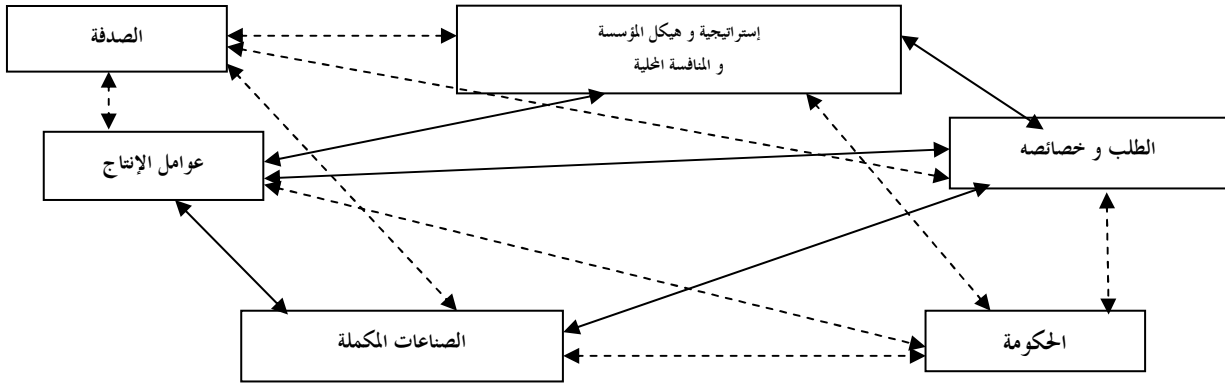 الصدفة
إستراتيجية و هيكل المؤسسة
و المنافسة المحلية
الطلب و خصائصه
عوامل الإنتاج
الصناعات المكملة
الحكومة